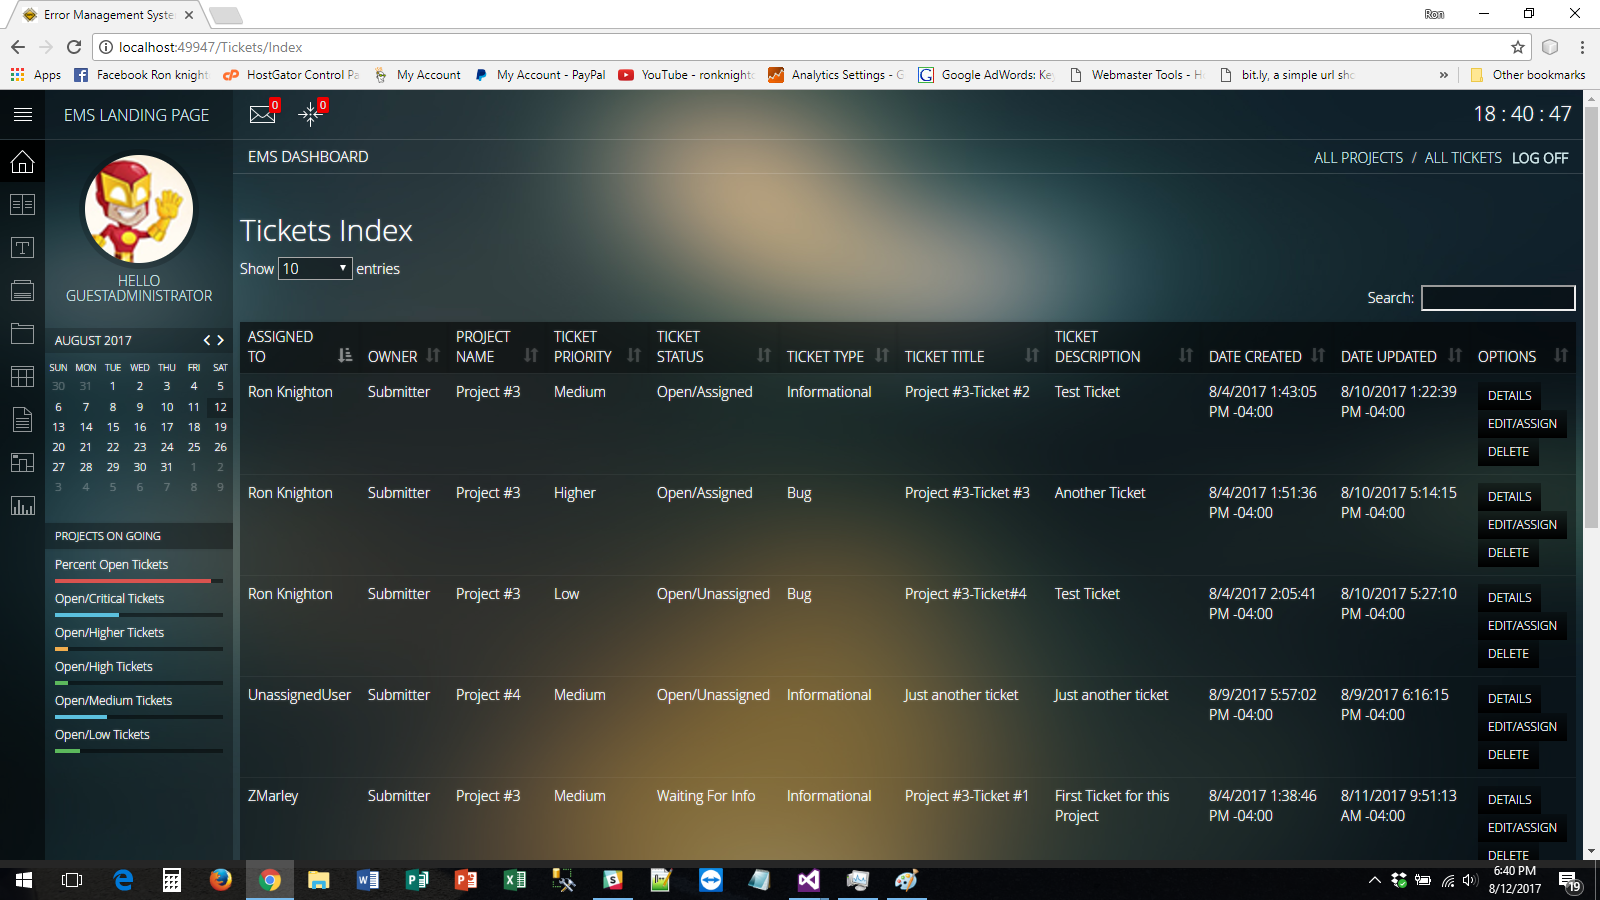 Error Management Syste
Ron
localhost:49947/Tickets/Index
Apps
Facebook Ron knight
HostGator Control Pa
My Account
My Account - PayPal
YouTube - ronknight
Analytics Settings - G
Google AdWords: Ke
Webmaster Tools - H
bit.ly, a simple url sh
»
Other bookmarks
EMS LANDING PAGE
0
0
18 : 40 : 47
EMS DASHBOARD
ALL PROJECTS / ALL TICKETS LOG OFF
HELLO
GUESTADMINISTRATOR
AUGUST 2017
SUN MON TUE WED THU FRI SAT
30 31 1 2 3 4 5
6 7 8 9 10 11 12
13 14 15 16 17 18 19
20 21 22 23 24 25 26
27 28 29 30 31 1 2
3 4 5 6 7 8 9
PROJECTS ON GOING
Percent Open Tickets
Open/Critical Tickets
Open/Higher Tickets
Open/High Tickets
Open/Medium Tickets
Open/Low Tickets
Tickets Index
Show 10 entries
Search:
ASSIGNED TO OWNER PROJECT NAME TICKET PRIORITY TICKET STATUS TICKET TYPE TICKET TITLE TICKET DESCRIPTION DATE CREATED DATE UPDATED OPTIONS
Ron Knighton Submitter Project #3 Medium Open/Assigned Informational Project #3-Ticket #2 Test Ticket 8/4/2017 1:43:05 PM -04:00 8/10/2017 1:22:39 PM -04:00
DETAILS
EDIT/ASSIGN
DELETE
Ron Knighton Submitter Project #3 Higher Open/Assigned Bug Project #3-Ticket #3 Another Ticket 8/4/2017 1:51:36 PM -04:00 8/10/2017 5:14:15 PM -04:00
DETAILS
EDIT/ASSIGN
DELETE
Ron Knighton Submitter Project #3 Low Open/Unassigned Bug Project #3-Ticket#4 Test Ticket 8/4/2017 2:05:41 PM -04:00 8/10/2017 5:27:10 PM -04:00
DETAILS
EDIT/ASSIGN
DELETE
UnassignedUser Submitter Project #4 Medium Open/Unassigned Informational Just another ticket Just another ticket 8/9/2017 5:57:02 PM -04:00 8/9/2017 6:16:15 PM -04:00
DETAILS
EDIT/ASSIGN
DELETE
ZMarley Submitter Project #3 Medium Waiting For Info Informational Project #3-Ticket #1 First Ticket for this Project 8/4/2017 1:38:46 PM -04:00 8/11/2017 9:51:13 AM -04:00
DETAILS
EDIT/ASSIGN
DELETE
6:40 PM
8/12/2017
19